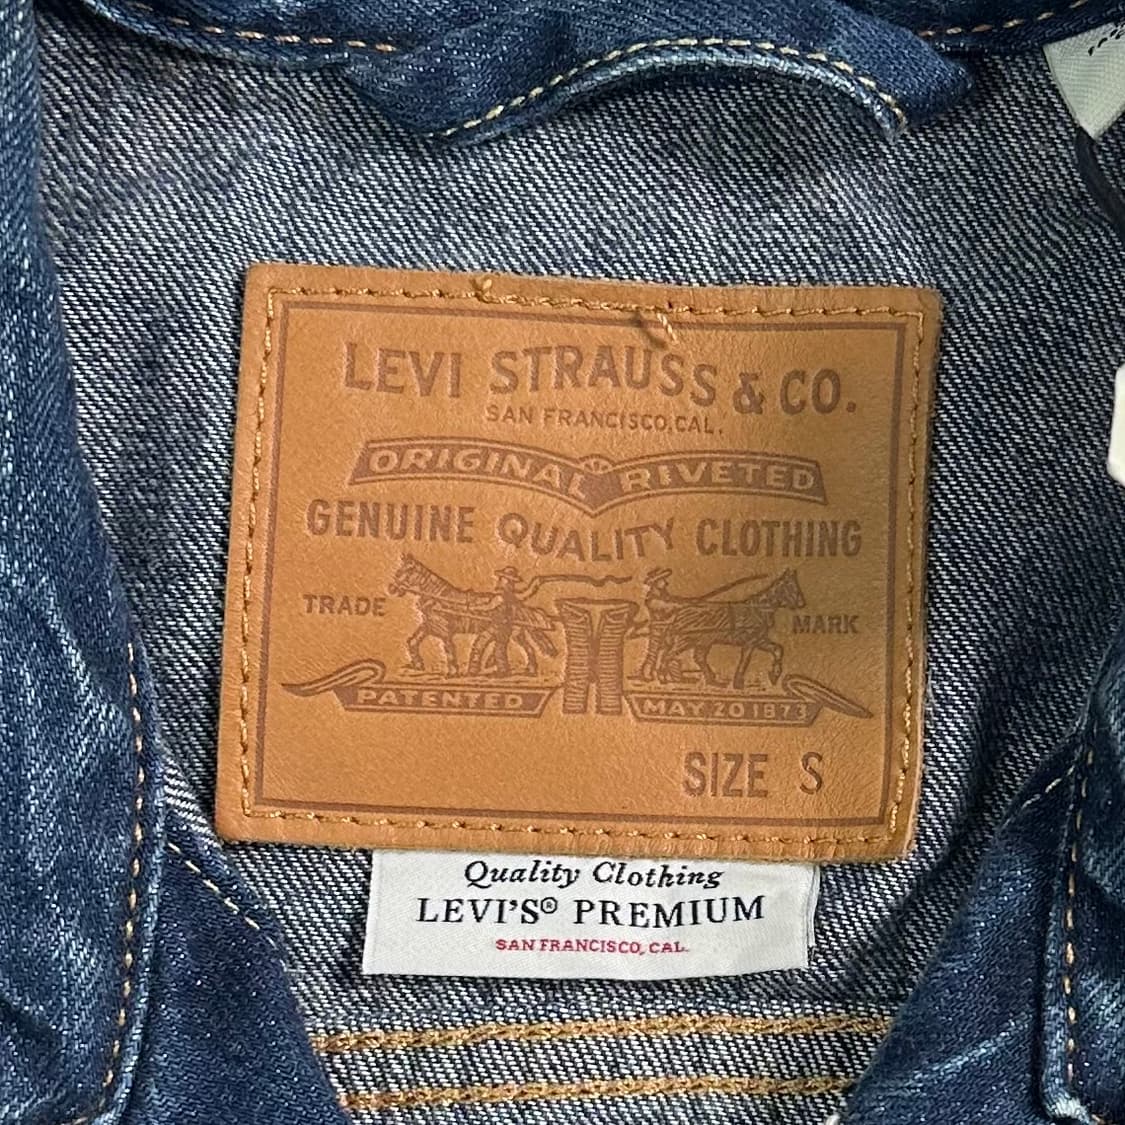 LEVI STRAUSS & CO.
SAN FRANCISCO, CAL.
ORIGINAL RIVETED
GENUINE QUALITY CLOTHING
TRADE MARK
PATENTED MAY 20 1873
SIZE S
Quality Clothing
LEVI'S® PREMIUM
SAN FRANCISCO, CAL.